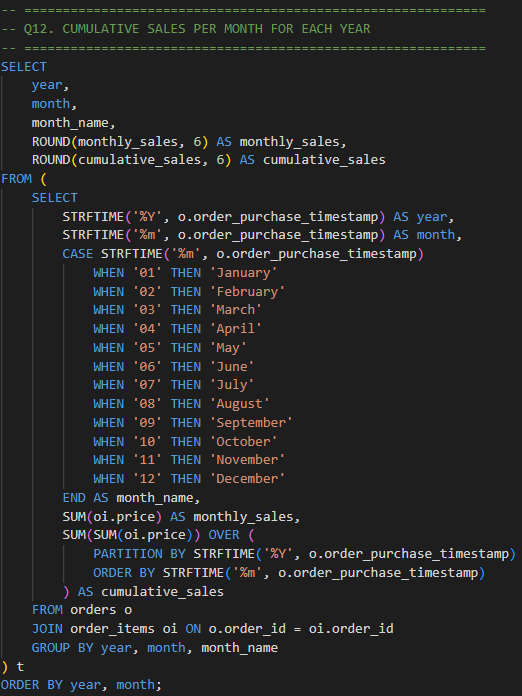 -- ============================================================
-- Q12. CUMULATIVE SALES PER MONTH FOR EACH YEAR
-- ============================================================
SELECT
    year,
    month,
    month_name,
    ROUND(monthly_sales, 6) AS monthly_sales,
    ROUND(cumulative_sales, 6) AS cumulative_sales
FROM (
    SELECT
        STRFTIME('%Y', o.order_purchase_timestamp) AS year,
        STRFTIME('%m', o.order_purchase_timestamp) AS month,
        CASE STRFTIME('%m', o.order_purchase_timestamp)
            WHEN '01' THEN 'January'
            WHEN '02' THEN 'February'
            WHEN '03' THEN 'March'
            WHEN '04' THEN 'April'
            WHEN '05' THEN 'May'
            WHEN '06' THEN 'June'
            WHEN '07' THEN 'July'
            WHEN '08' THEN 'August'
            WHEN '09' THEN 'September'
            WHEN '10' THEN 'October'
            WHEN '11' THEN 'November'
            WHEN '12' THEN 'December'
        END AS month_name,
        SUM(oi.price) AS monthly_sales,
        SUM(SUM(oi.price)) OVER (
            PARTITION BY STRFTIME('%Y', o.order_purchase_timestamp)
            ORDER BY STRFTIME('%m', o.order_purchase_timestamp)
        ) AS cumulative_sales
    FROM orders o
    JOIN order_items oi ON o.order_id = oi.order_id
    GROUP BY year, month, month_name
) t
ORDER BY year, month;